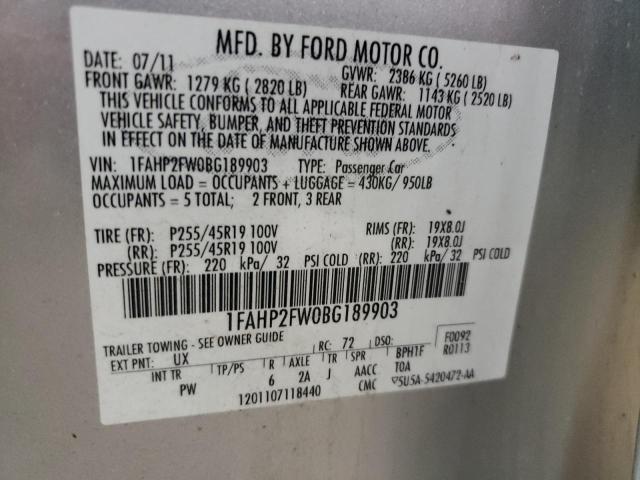 MFD. BY FORD MOTOR CO.
DATE: 07/11 GVWR: 2386 KG ( 5260 LB)
FRONT GAWR: 1279 KG ( 2820 LB) REAR GAWR: 1143 KG ( 2520 LB)
THIS VEHICLE CONFORMS TO ALL APPLICABLE FEDERAL MOTOR
VEHICLE SAFETY, BUMPER, AND THEFT PREVENTION STANDARDS
IN EFFECT ON THE DATE OF MANUFACTURE SHOWN ABOVE.
VIN: 1FAHP2FW0BG189903 TYPE: Passenger Car
MAXIMUM LOAD = OCCUPANTS + LUGGAGE = 430KG/ 950LB
OCCUPANTS = 5 TOTAL; 2 FRONT, 3 REAR
TIRE (FR): P255/45R19 100V RIMS (FR): 19X8.0J
(RR): P255/45R19 100V (RR): 19X8.0J
PRESSURE (FR): 220 kPa/ 32 PSI COLD (RR): 220 kPa/ 32 PSI COLD
1FAHP2FW0BG189903
TRAILER TOWING - SEE OWNER GUIDE F0092
EXT PNT: UX RC: 72 DSO: R0113
INT TR TP/PS R AXLE TR SPR BPH1F
PW 6 2A J AACC TOA
1201107118440 CMC 5U5A-5420472-AA